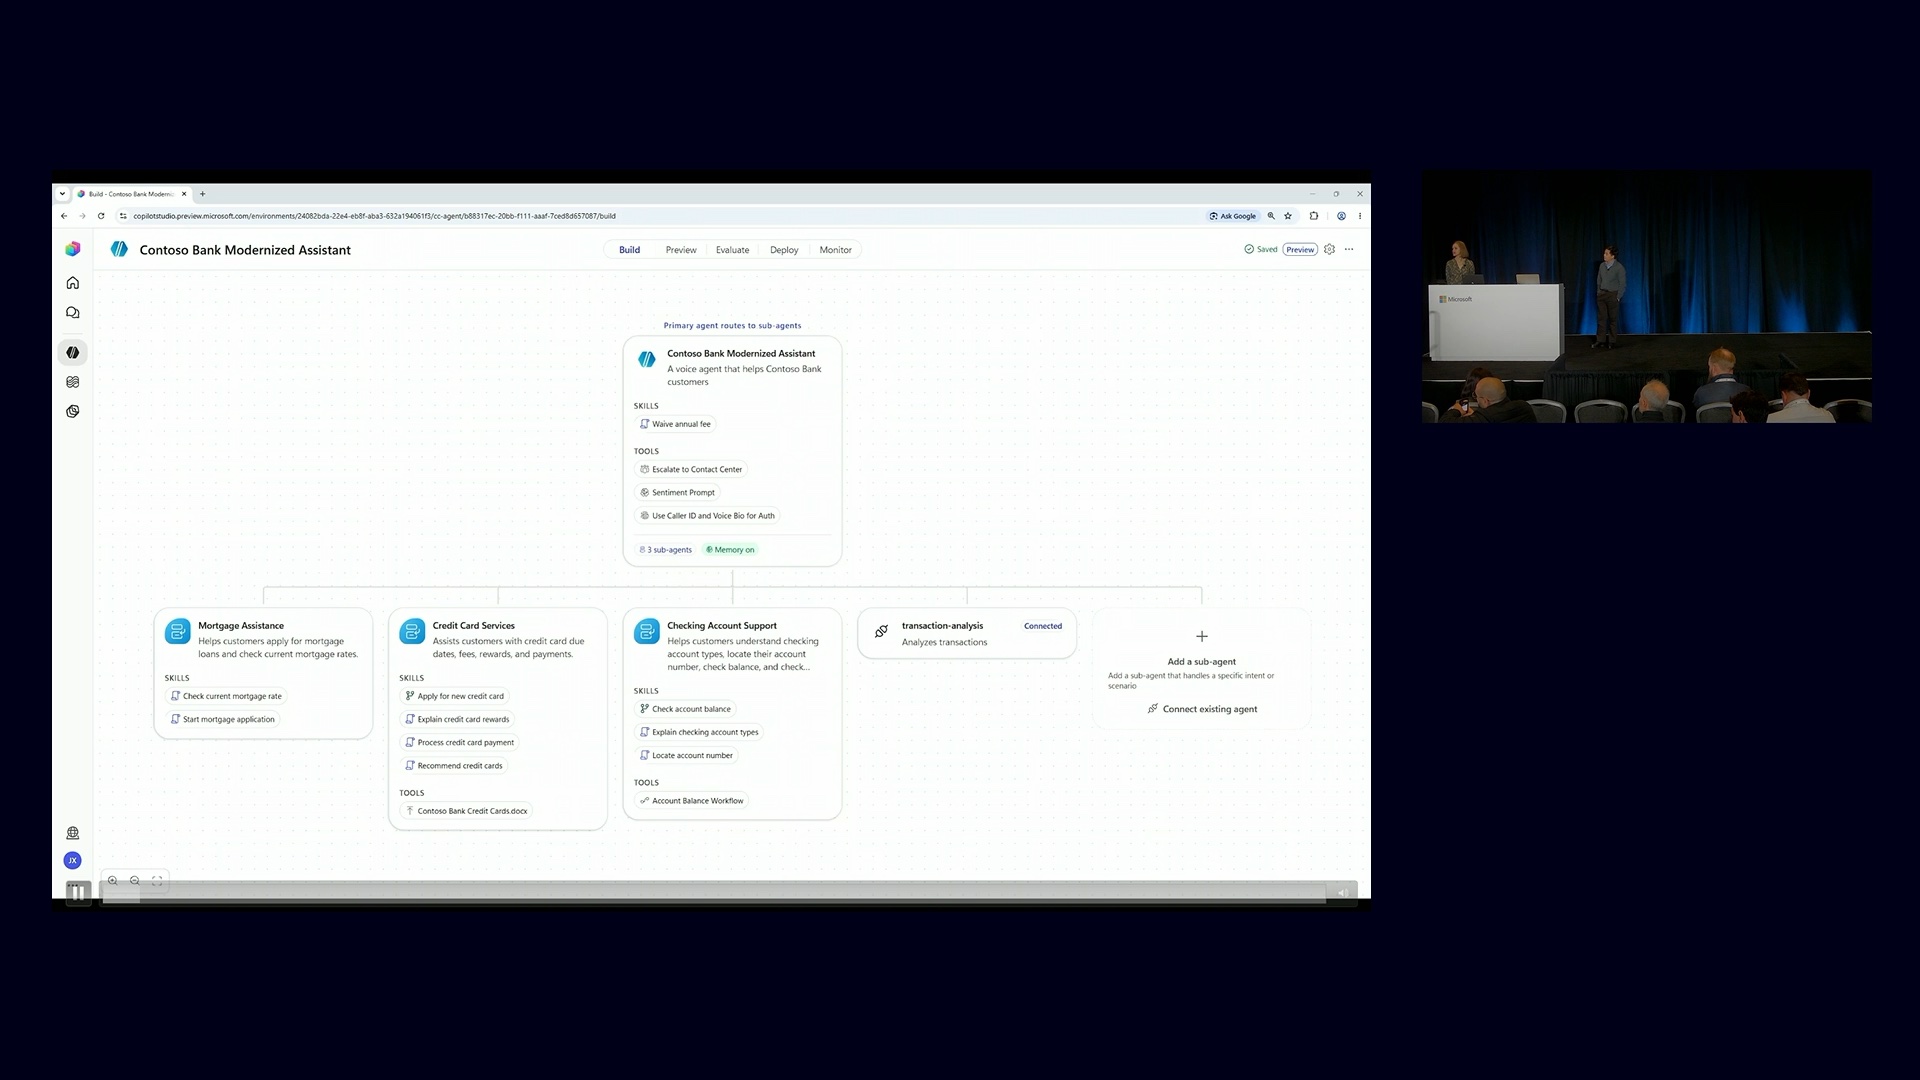 Build - Contoso Bank Moderniz
copilotstudio.preview.microsoft.com/environments/24082bda-22e4-eb8f-aba3-632a194061f3/cc-agent/b88317ec-20bb-f111-aaaf-7ced8d657087/build
Ask Google
Contoso Bank Modernized Assistant
Build
Preview
Evaluate
Deploy
Monitor
Saved
Preview
Primary agent routes to sub-agents
Contoso Bank Modernized Assistant
A voice agent that helps Contoso Bank
customers
SKILLS
Waive annual fee
TOOLS
Escalate to Contact Center
Sentiment Prompt
Use Caller ID and Voice Bio for Auth
3 sub-agents
Memory on
Mortgage Assistance
Helps customers apply for mortgage
loans and check current mortgage rates.
SKILLS
Check current mortgage rate
Start mortgage application
Credit Card Services
Assists customers with credit card due
dates, fees, rewards, and payments.
SKILLS
Apply for new credit card
Explain credit card rewards
Process credit card payment
Recommend credit cards
TOOLS
Contoso Bank Credit Cards.docx
Checking Account Support
Helps customers understand checking
account types, locate their account
number, check balance, and check...
SKILLS
Check account balance
Explain checking account types
Locate account number
TOOLS
Account Balance Workflow
transaction-analysis
Connected
Analyzes transactions
Add a sub-agent
Add a sub-agent that handles a specific intent or
scenario
Connect existing agent
JX
Microsoft